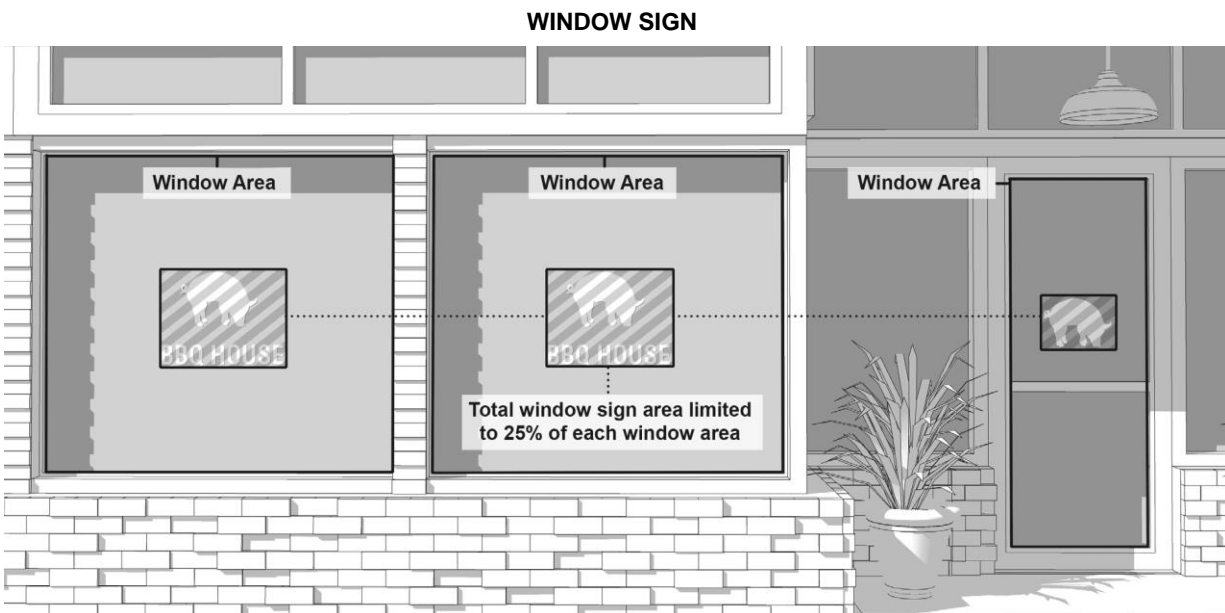 WINDOW SIGN
Window Area
Window Area
Window Area
BBQ HOUSE
BBQ HOUSE
Total window sign area limited
to 25% of each window area